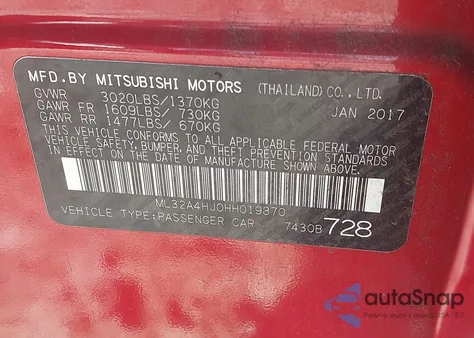 MFD.BY MITSUBISHI MOTORS (THAILAND) CO., LTD.
GVWR 3020LBS/1370KG JAN 2017
GAWR FR 1609LBS/ 730KG
GAWR RR 1477LBS/ 670KG
THIS VEHICLE CONFORMS TO ALL APPLICABLE FEDERAL MOTOR VEHICLE
SAFETY, BUMPER, AND THEFT PREVENTION STANDARDS
IN EFFECT ON THE DATE OF MANUFACTURE SHOWN ABOVE.
ML32A4HJ0HH019870
VEHICLE TYPE:PASSENGER CAR 7430B 728
autoSnap